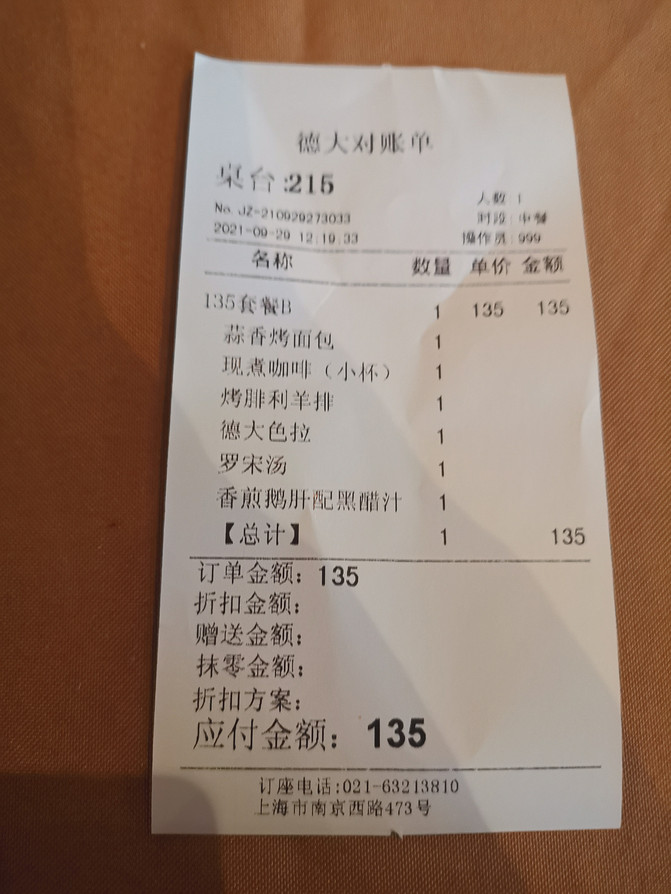 德大对账单
桌台:215
人数 1
No. JZ-210929273033
时段: 中餐
2021-09-29 12:19:33
操作员: 999
名称 数量 单价 金额
135套餐B 1 135 135
蒜香烤面包 1
现煮咖啡（小杯） 1
烤腓利羊排 1
德大色拉 1
罗宋汤 1
香煎鹅肝配黑醋汁 1
【总计】 1 135
订单金额: 135
折扣金额:
赠送金额:
抹零金额:
折扣方案:
应付金额: 135
订座电话:021-63213810
上海市南京西路473号